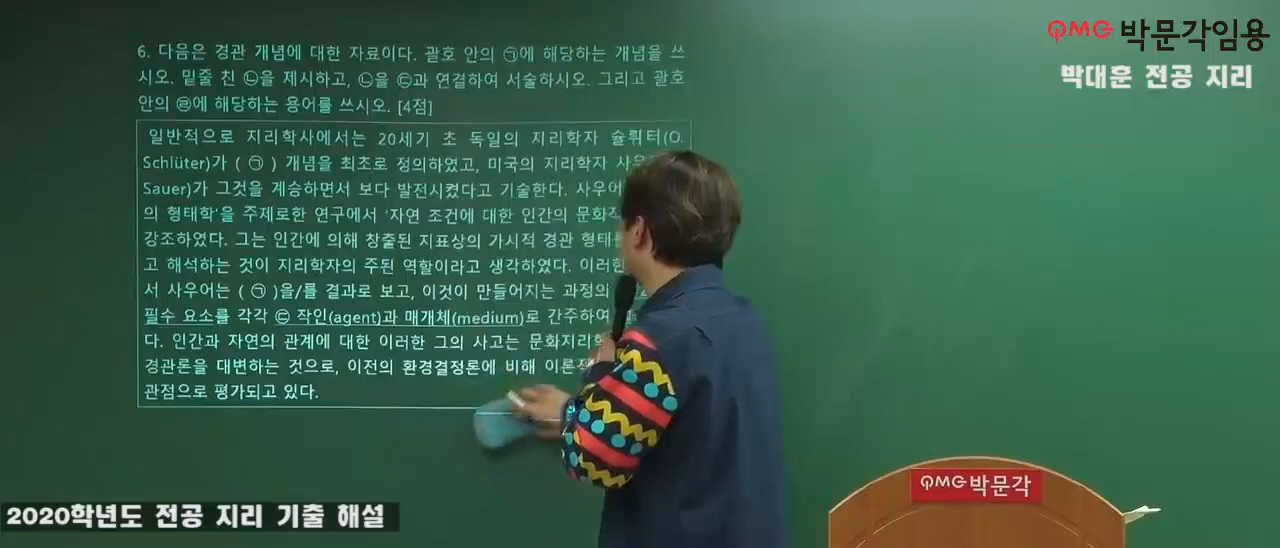 6. 다음은 경관 개념에 대한 자료이다. 괄호 안의 ㉠에 해당하는 개념을 쓰
시오. 밑줄 친 ㉡을 제시하고, ㉡을 ㉢과 연결하여 서술하시오. 그리고 괄호
안의 ㉣에 해당하는 용어를 쓰시오. [4점]
일반적으로 지리학사에서는 20세기 초 독일의 지리학자 슐뤼터(O.
Schlüter)가 ( ㉠ ) 개념을 최초로 정의하였고, 미국의 지리학자 사우
Sauer)가 그것을 계승하면서 보다 발전시켰다고 기술한다. 사우어
의 형태학'을 주제로한 연구에서 '자연 조건에 대한 인간의 문화
강조하였다. 그는 인간에 의해 창출된 지표상의 가시적 경관 형태
고 해석하는 것이 지리학자의 주된 역할이라고 생각하였다. 이러한
서 사우어는 ( ㉠ )을/를 결과로 보고, 이것이 만들어지는 과정의
필수 요소를 각각 ㉢ 작인(agent)과 매개체(medium)로 간주하여
다. 인간과 자연의 관계에 대한 이러한 그의 사고는 문화지리
경관론을 대변하는 것으로, 이전의 환경결정론에 비해 이론
관점으로 평가되고 있다.
PMG 박문각임용
박대훈 전공 지리
PMG 박문각
2020학년도 전공 지리 기출 해설